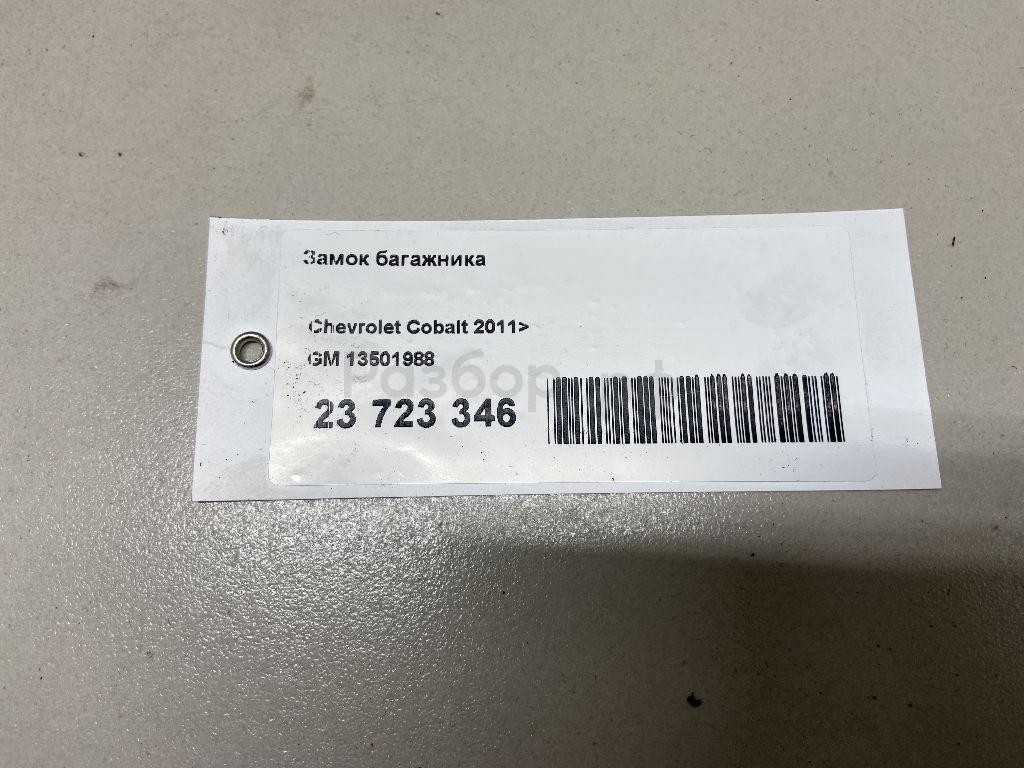 Замок багажника
Chevrolet Cobalt 2011>
GM 13501988
23 723 346